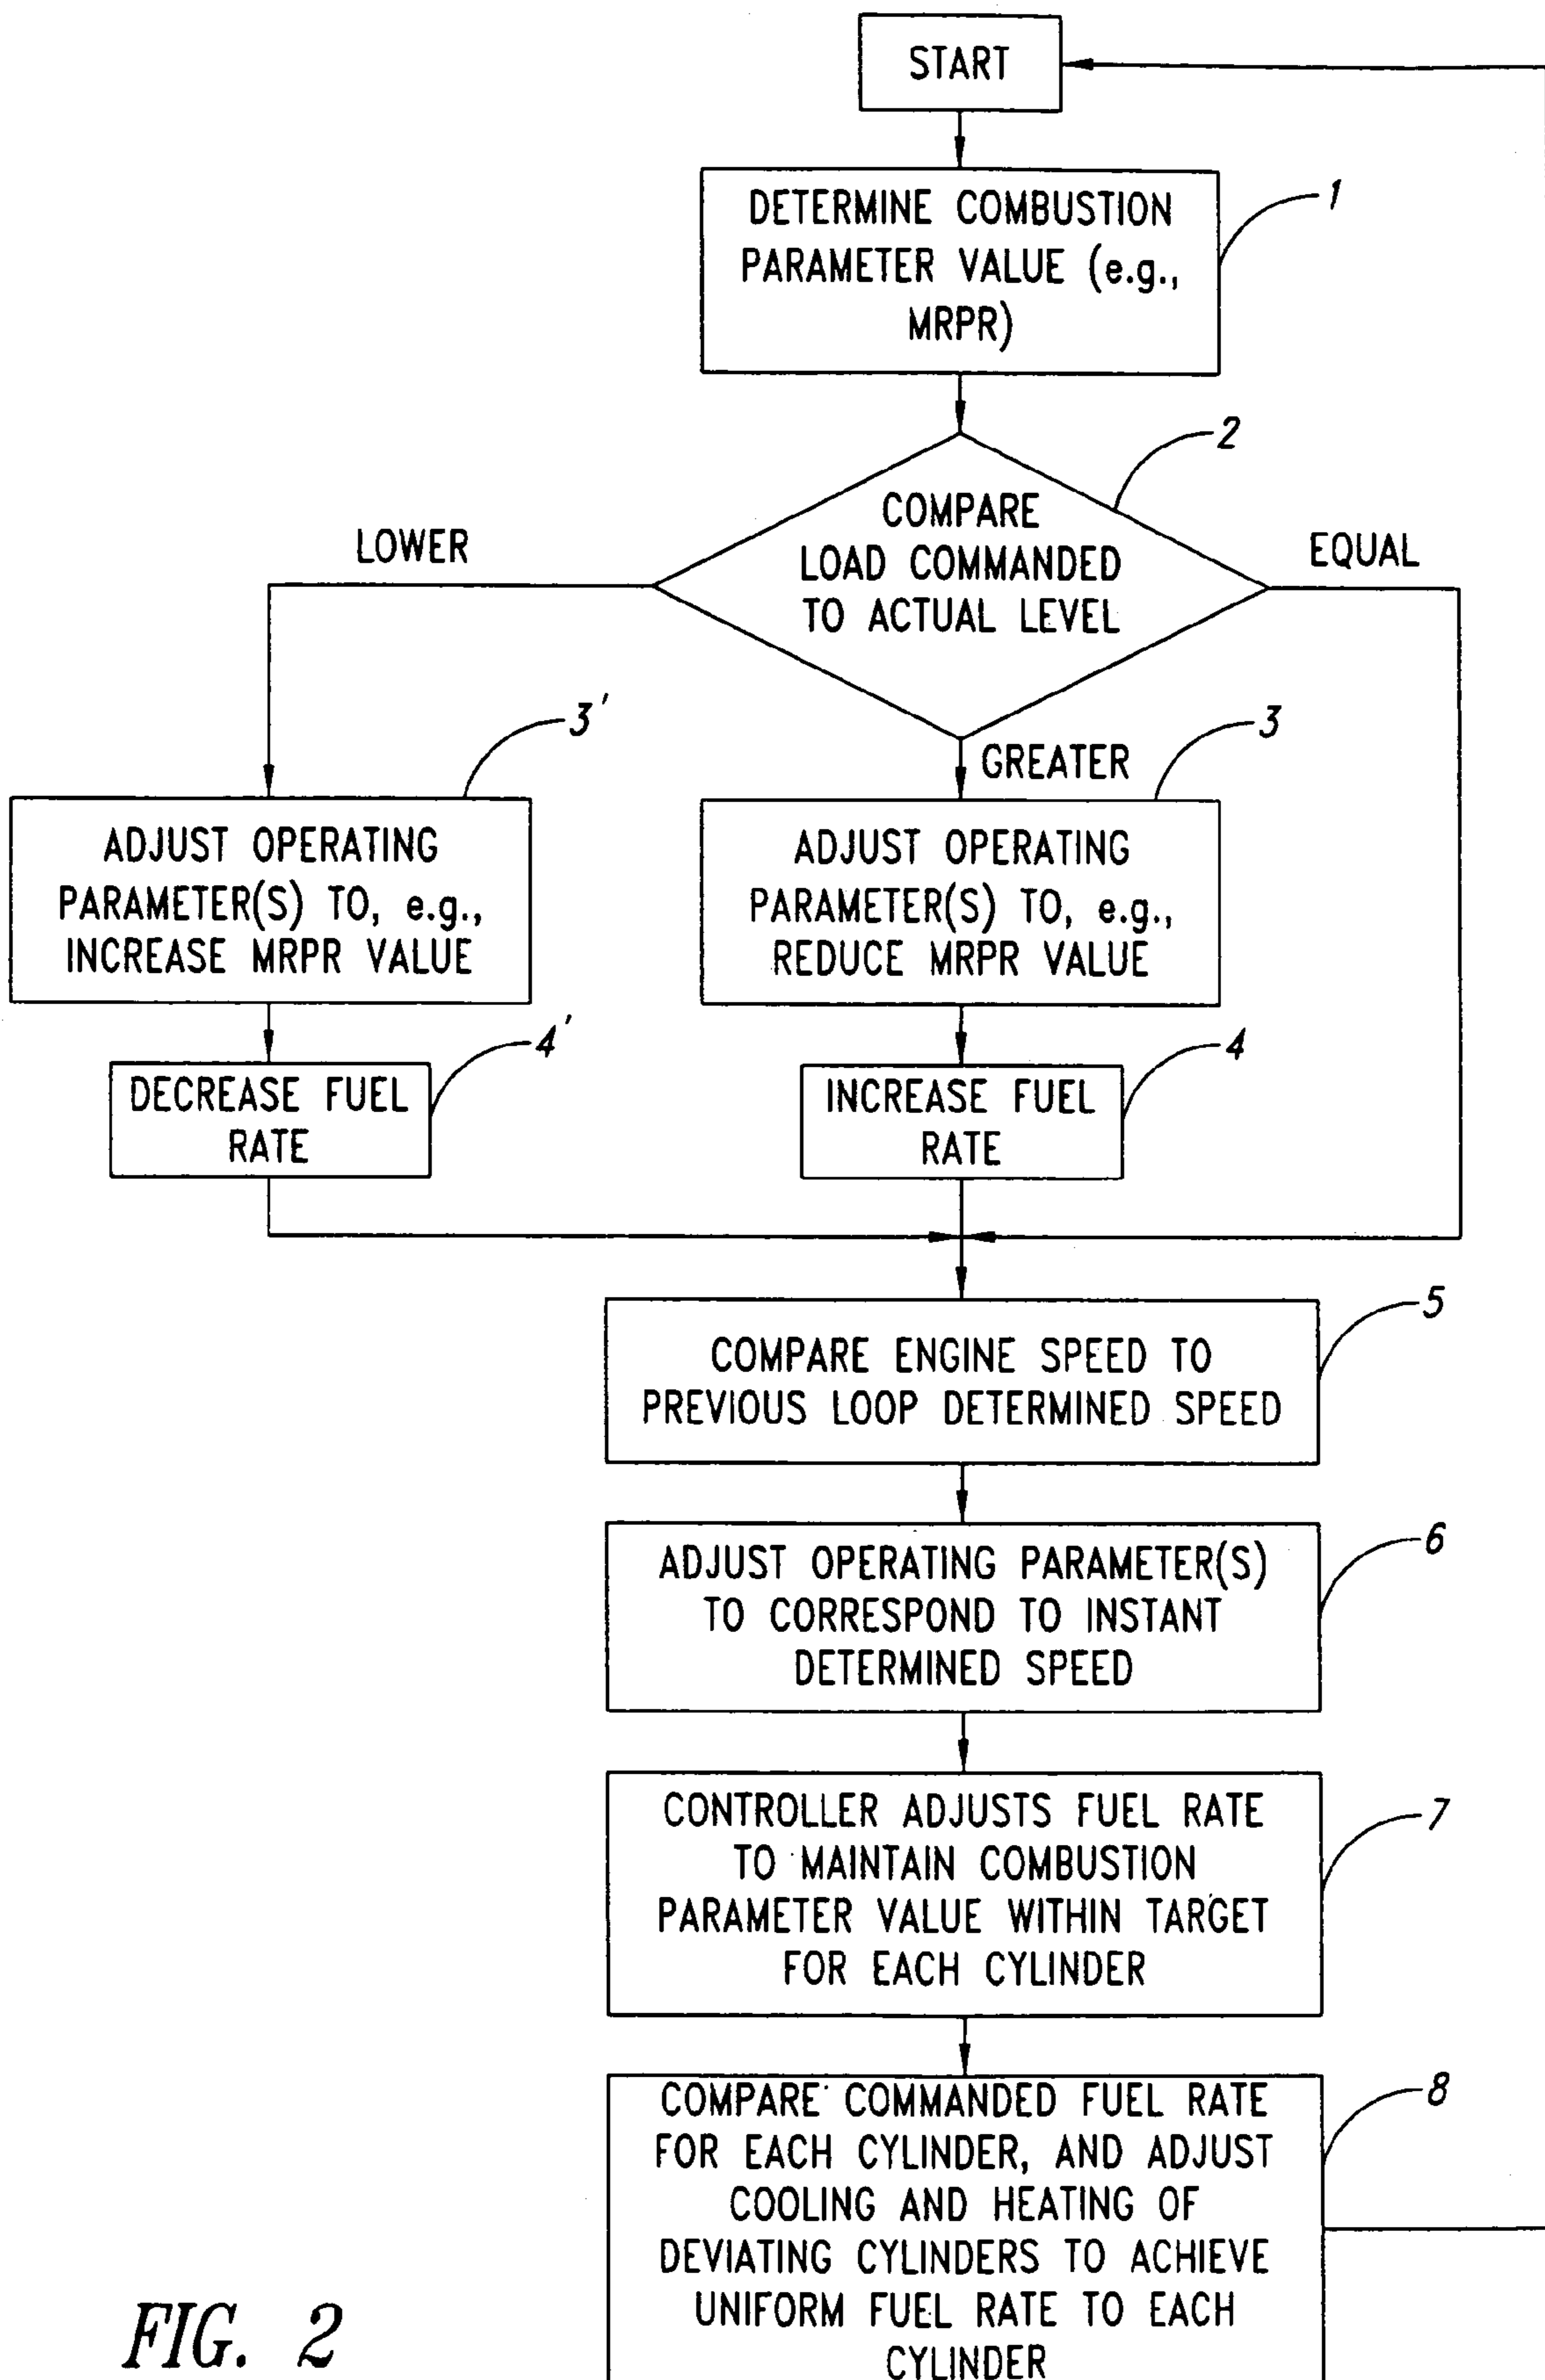 START
DETERMINE COMBUSTION
PARAMETER VALUE (e.g.,
MRPR)
1
COMPARE
LOAD COMMANDED
TO ACTUAL LEVEL
2
LOWER
EQUAL
GREATER
3'
ADJUST OPERATING
PARAMETER(S) TO, e.g.,
INCREASE MRPR VALUE
3
ADJUST OPERATING
PARAMETER(S) TO, e.g.,
REDUCE MRPR VALUE
4'
DECREASE FUEL
RATE
4
INCREASE FUEL
RATE
5
COMPARE ENGINE SPEED TO
PREVIOUS LOOP DETERMINED SPEED
6
ADJUST OPERATING PARAMETER(S)
TO CORRESPOND TO INSTANT
DETERMINED SPEED
7
CONTROLLER ADJUSTS FUEL RATE
TO MAINTAIN COMBUSTION
PARAMETER VALUE WITHIN TARGET
FOR EACH CYLINDER
8
COMPARE COMMANDED FUEL RATE
FOR EACH CYLINDER, AND ADJUST
COOLING AND HEATING OF
DEVIATING CYLINDERS TO ACHIEVE
UNIFORM FUEL RATE TO EACH
CYLINDER
FIG. 2